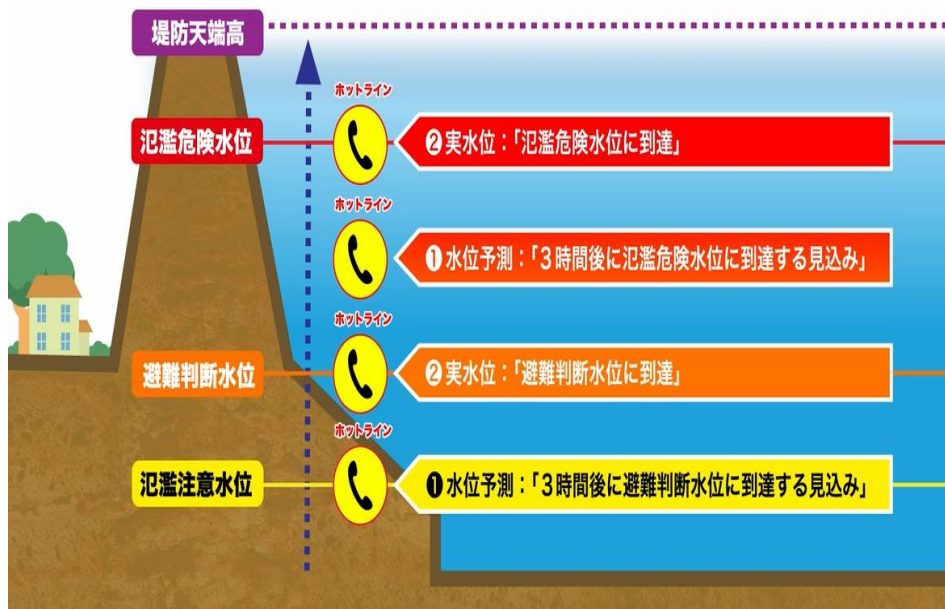 堤防天端高
ホットライン
氾濫危険水位
❷実水位：「氾濫危険水位に到達」
ホットライン
❶水位予測：「３時間後に氾濫危険水位に到達する見込み」
ホットライン
避難判断水位
❷実水位：「避難判断水位に到達」
ホットライン
氾濫注意水位
❶水位予測：「３時間後に避難判断水位に到達する見込み」